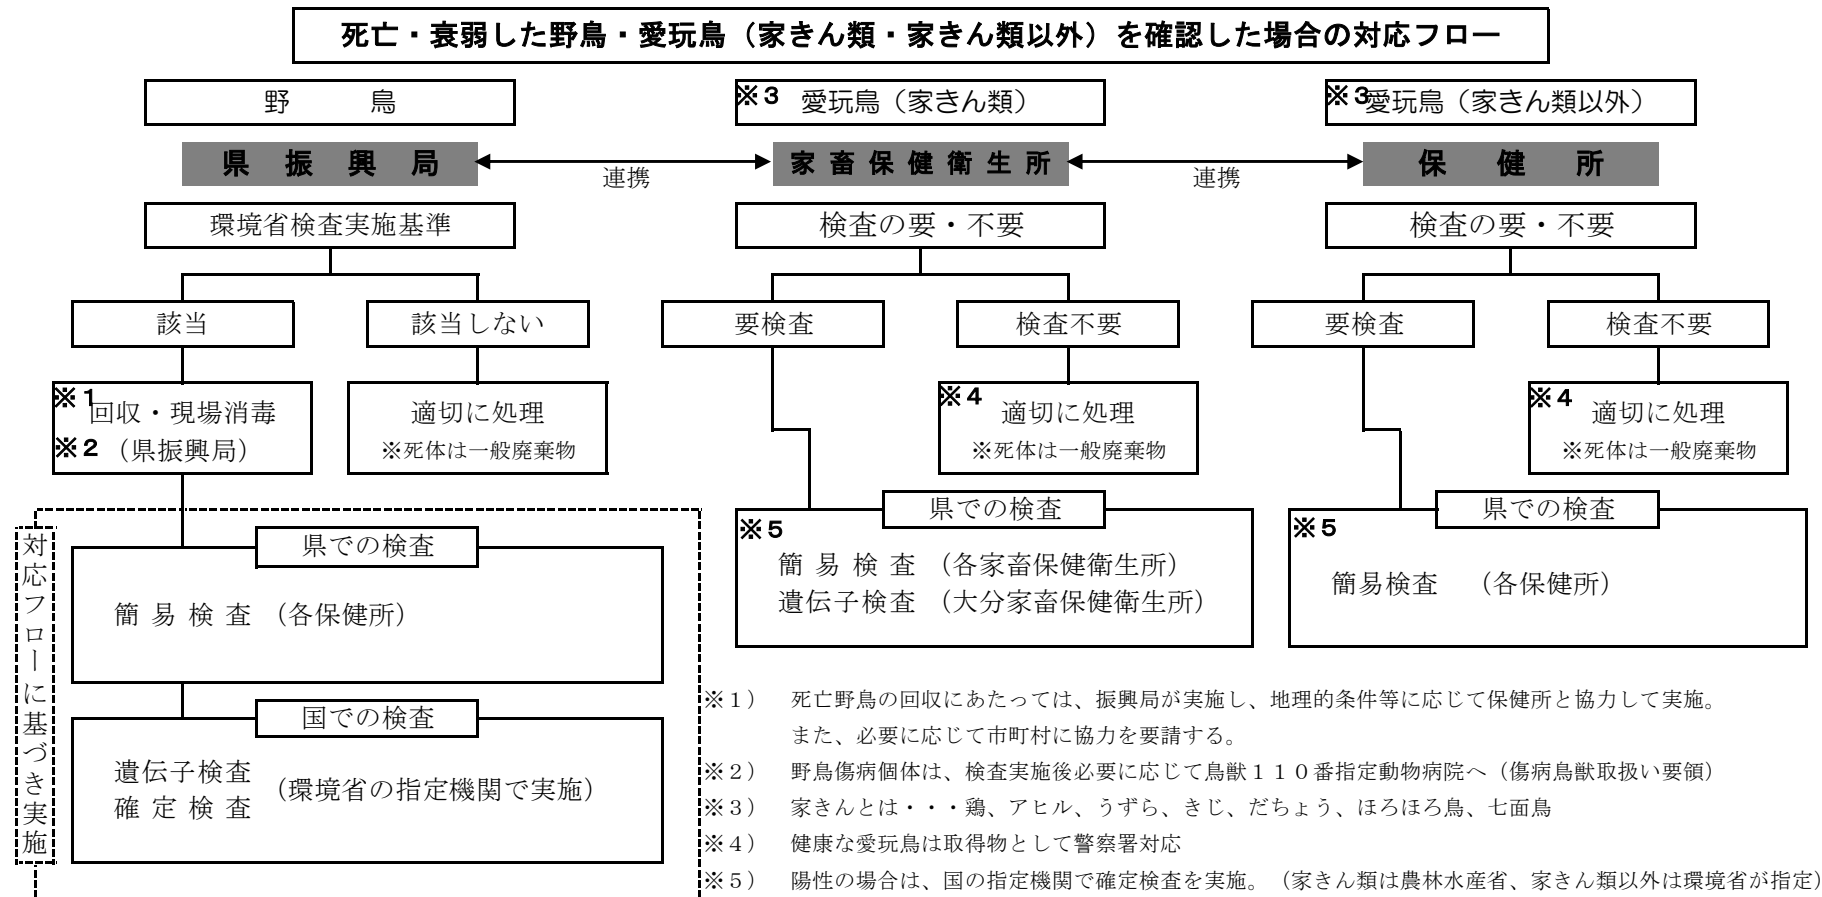 死亡・衰弱した野鳥・愛玩鳥（家きん類・家きん類以外）を確認した場合の対応フロー
野　　　鳥
※３ 愛玩鳥（家きん類）
※３ 愛玩鳥（家きん類以外）
県振興局
連携
家畜保健衛生所
連携
保健所
環境省検査実施基準
検査の要・不要
検査の要・不要
該当
該当しない
要検査
検査不要
要検査
検査不要
※１ 回収・現場消毒
※２（県振興局）
適切に処理
※死体は一般廃棄物
※４ 適切に処理
※死体は一般廃棄物
※４ 適切に処理
※死体は一般廃棄物
対応フローに基づき実施
県での検査
簡易検査（各保健所）
国での検査
遺伝子検査
確定検査
（環境省の指定機関で実施）
県での検査
※５
簡易検査（各家畜保健衛生所）
遺伝子検査（大分家畜保健衛生所）
県での検査
※５
簡易検査　（各保健所）
※１）　死亡野鳥の回収にあたっては、振興局が実施し、地理的条件等に応じて保健所と協力して実施。
また、必要に応じて市町村に協力を要請する。
※２）　野鳥傷病個体は、検査実施後必要に応じて鳥獣１１０番指定動物病院へ（傷病鳥獣取扱い要領）
※３）　家きんとは・・・鶏、アヒル、うずら、きじ、だちょう、ほろほろ鳥、七面鳥
※４）　健康な愛玩鳥は取得物として警察署対応
※５）　陽性の場合は、国の指定機関で確定検査を実施。（家きん類は農林水産省、家きん類以外は環境省が指定）